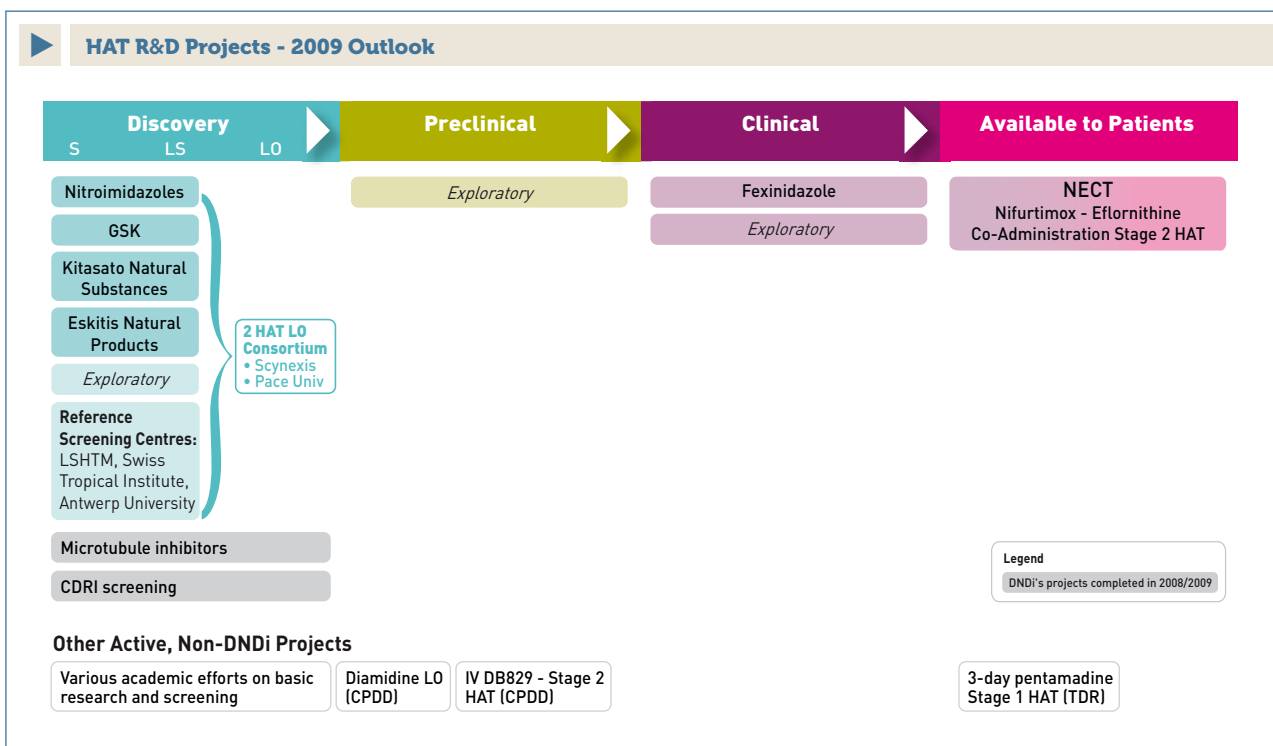 HAT R&D Projects - 2009 Outlook
Discovery
S LS LO
Preclinical
Clinical
Available to Patients
Nitroimidazoles
GSK
Kitasato Natural
Substances
Eskitis Natural
Products
Exploratory
Reference
Screening Centres:
LSHTM, Swiss
Tropical Institute,
Antwerp University
2 HAT LO
Consortium
• Scynexis
• Pace Univ
Microtubule inhibitors
CDRI screening
Exploratory
Fexinidazole
Exploratory
NECT
Nifurtimox - Eflornithine
Co-Administration Stage 2 HAT
Legend
DNDi's projects completed in 2008/2009
Other Active, Non-DNDi Projects
Various academic efforts on basic
research and screening
Diamidine LO
(CPDD)
IV DB829 - Stage 2
HAT (CPDD)
3-day pentamadine
Stage 1 HAT (TDR)